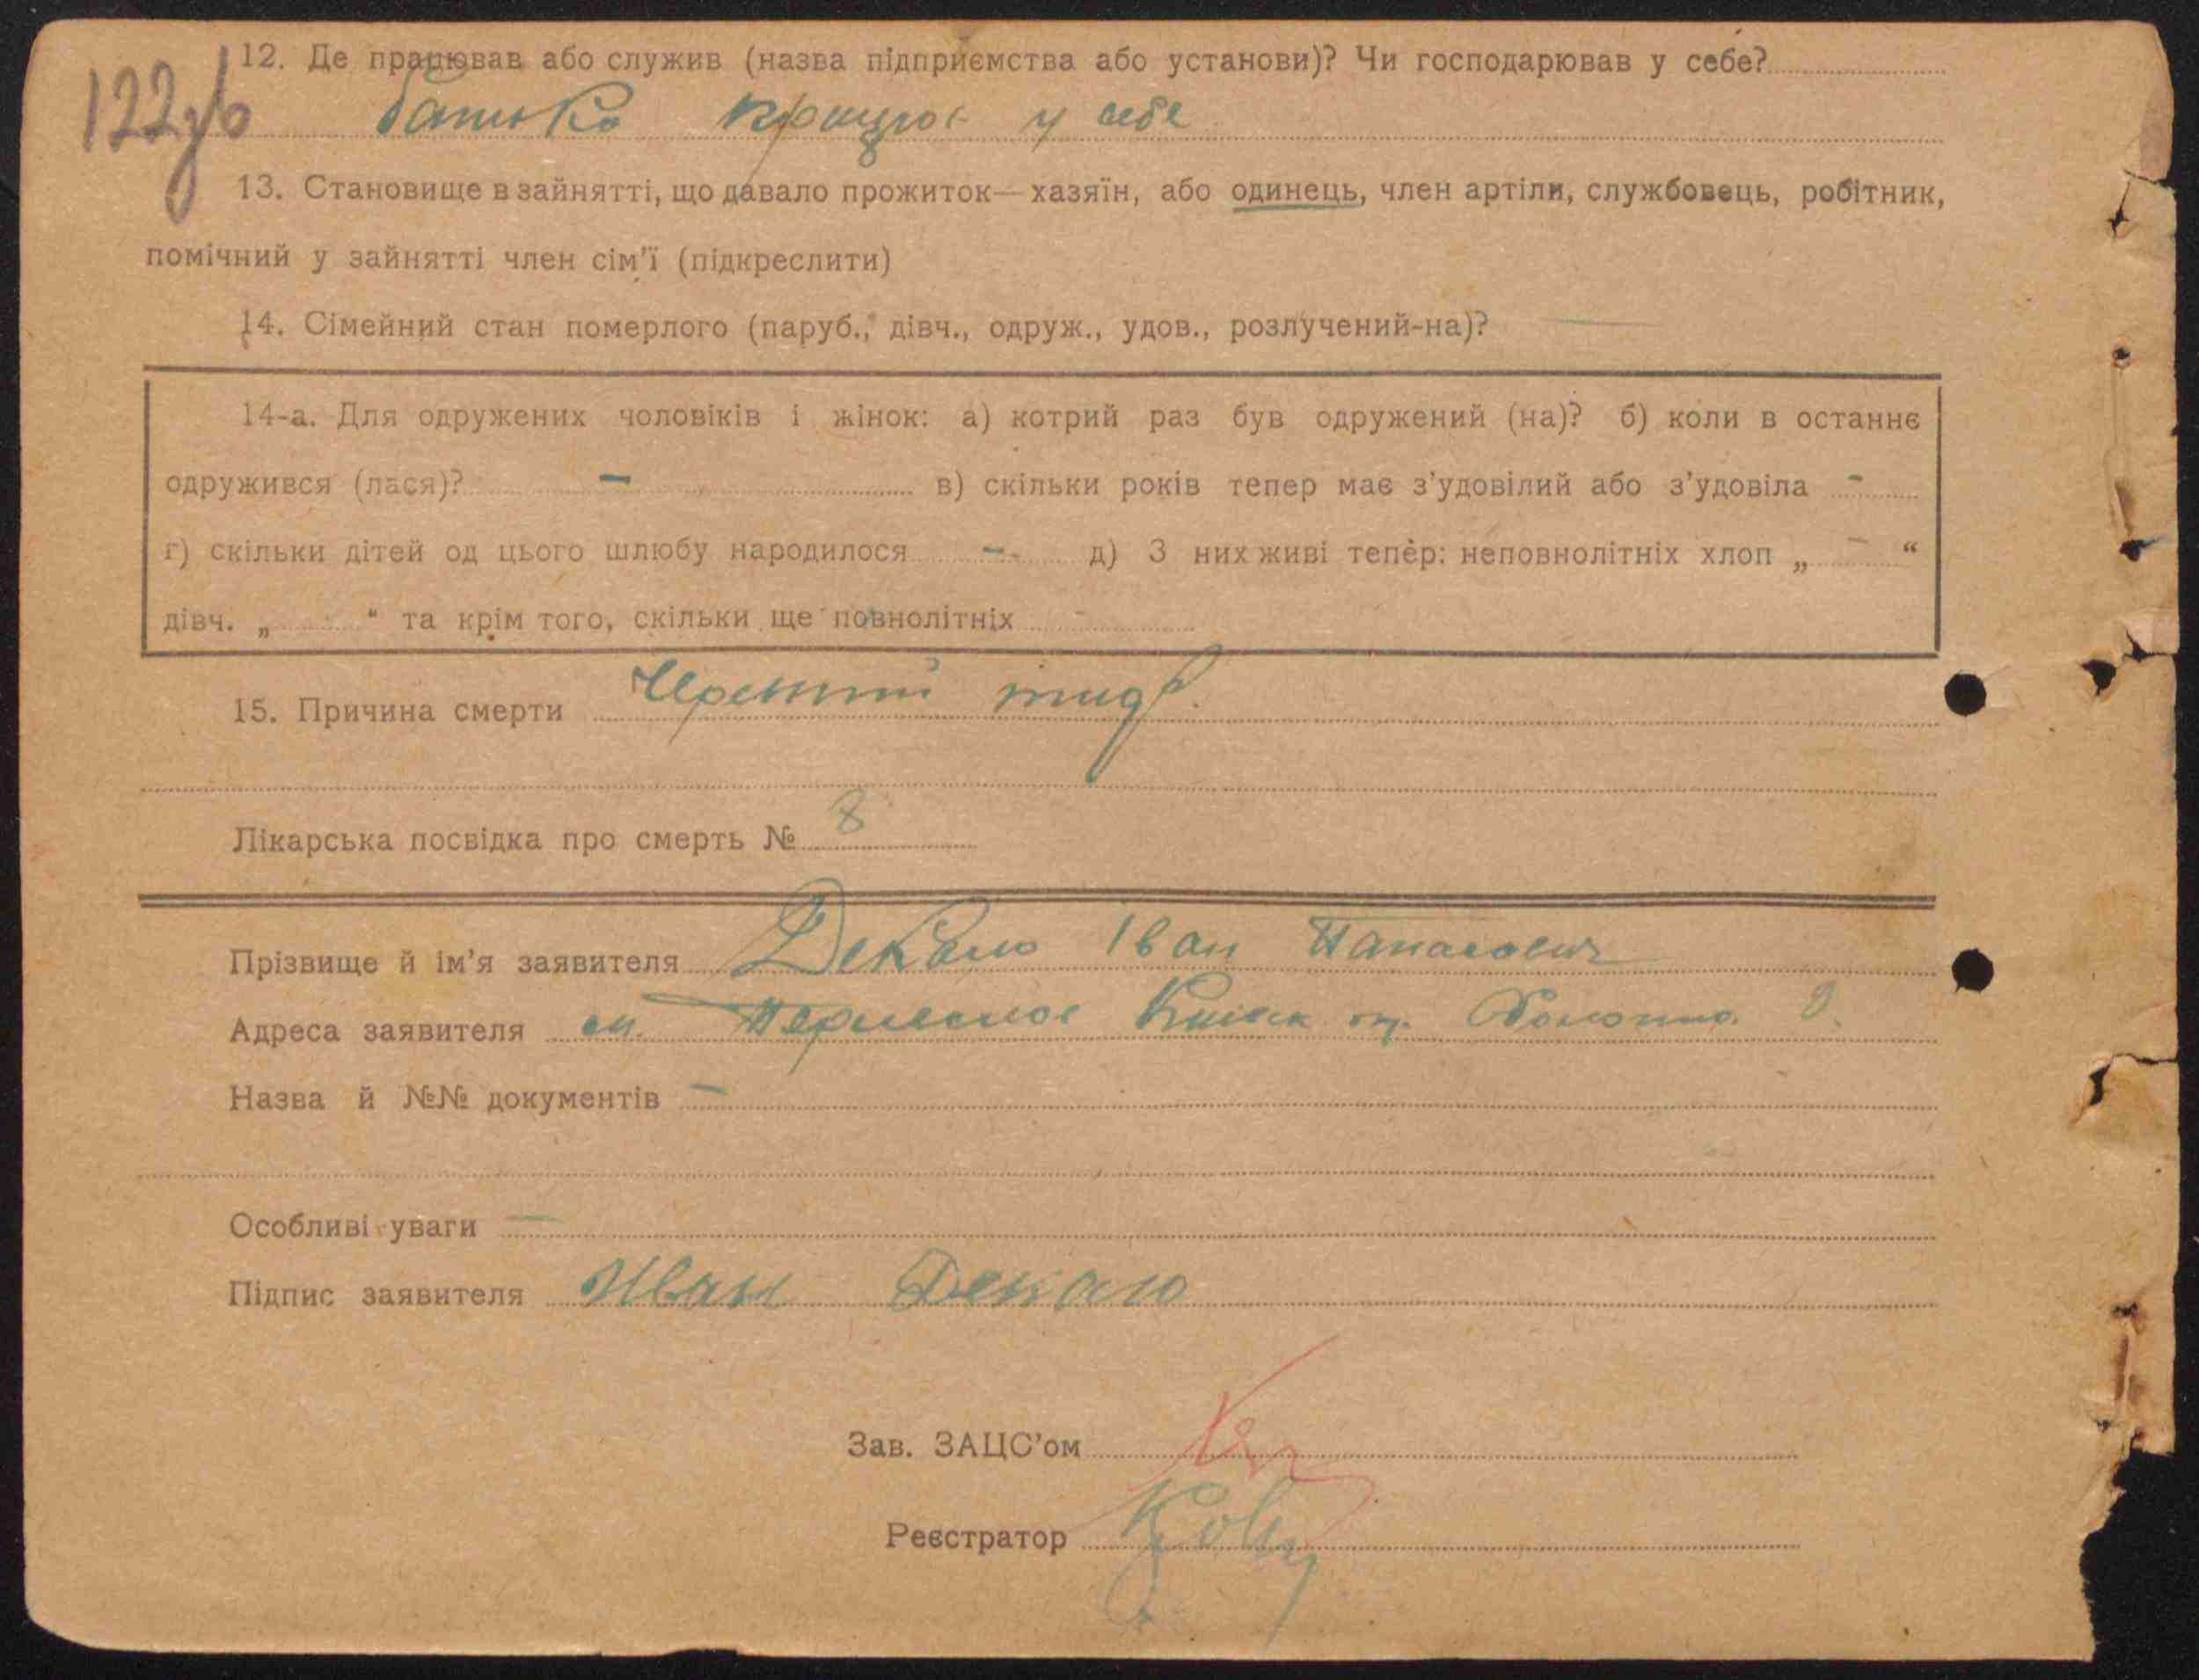 122зв
12. Де працював або служив (назва підприємства або установи)? Чи господарював у себе?
батько працює у себе
13. Становище в зайнятті, що давало прожиток—хазяїн, або одинець, член артіли, службовець, робітник,
помічний у зайнятті член сім'ї (підкреслити)
14. Сімейний стан померлого (паруб., дівч., одруж., удов., розлучений-на)? —
14-а. Для одружених чоловіків і жінок: а) котрий раз був одружений (на)? б) коли в останнє
одружився (лася)? — в) скільки років тепер має з'удовілий або з'удовіла -
г) скільки дітей од цього шлюбу народилося — д) З них живі тепер: неповнолітніх хлоп „ — “
дівч. „ “ та крім того, скільки ще повнолітніх -
15. Причина смерти Черевний тиф.
Лікарська посвідка про смерть № 8
Прізвище й ім'я заявителя Декало Іван Панасович
Адреса заявителя
Назва й №№ документів —
Особливі уваги —
Підпис заявителя Иван Декало
Зав. ЗАЦС'ом
Реєстратор